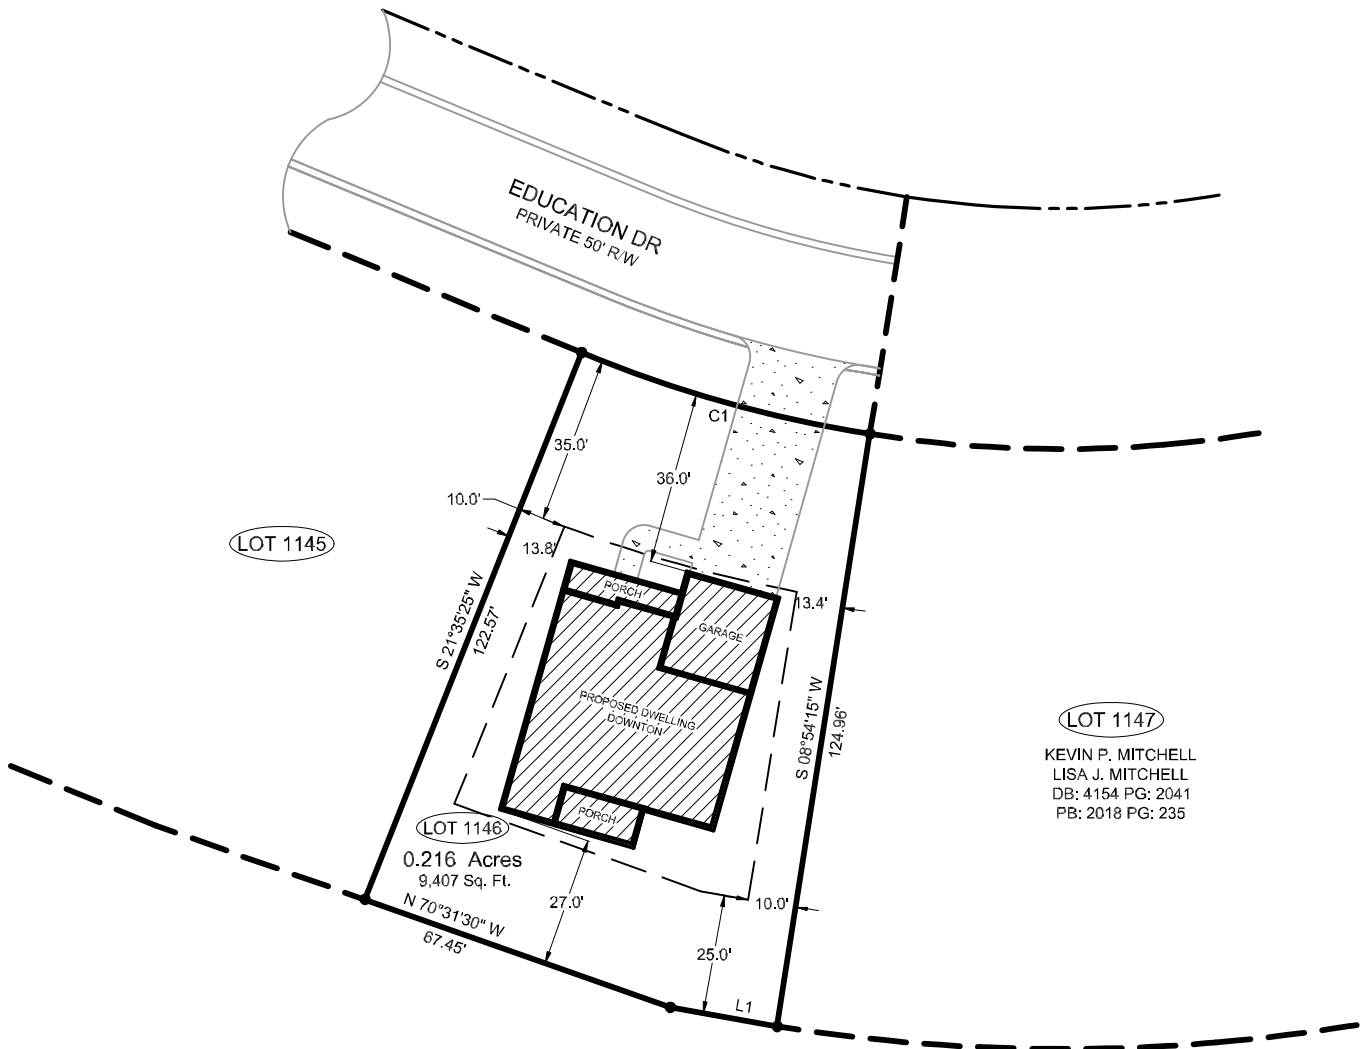 EDUCATION DR
PRIVATE 50' R/W
C1
35.0'
36.0'
10.0'
LOT 1145
13.8'
PORCH
GARAGE
13.4'
S 21°35'25" W
122.57'
PROPOSED DWELLING
DOWNTON
S 08°54'15" W
124.96'
LOT 1147
KEVIN P. MITCHELL
LISA J. MITCHELL
DB: 4154 PG: 2041
PB: 2018 PG: 235
PORCH
LOT 1146
0.216 Acres
9,407 Sq. Ft.
27.0'
10.0'
N 70°31'30" W
67.45'
25.0'
L1